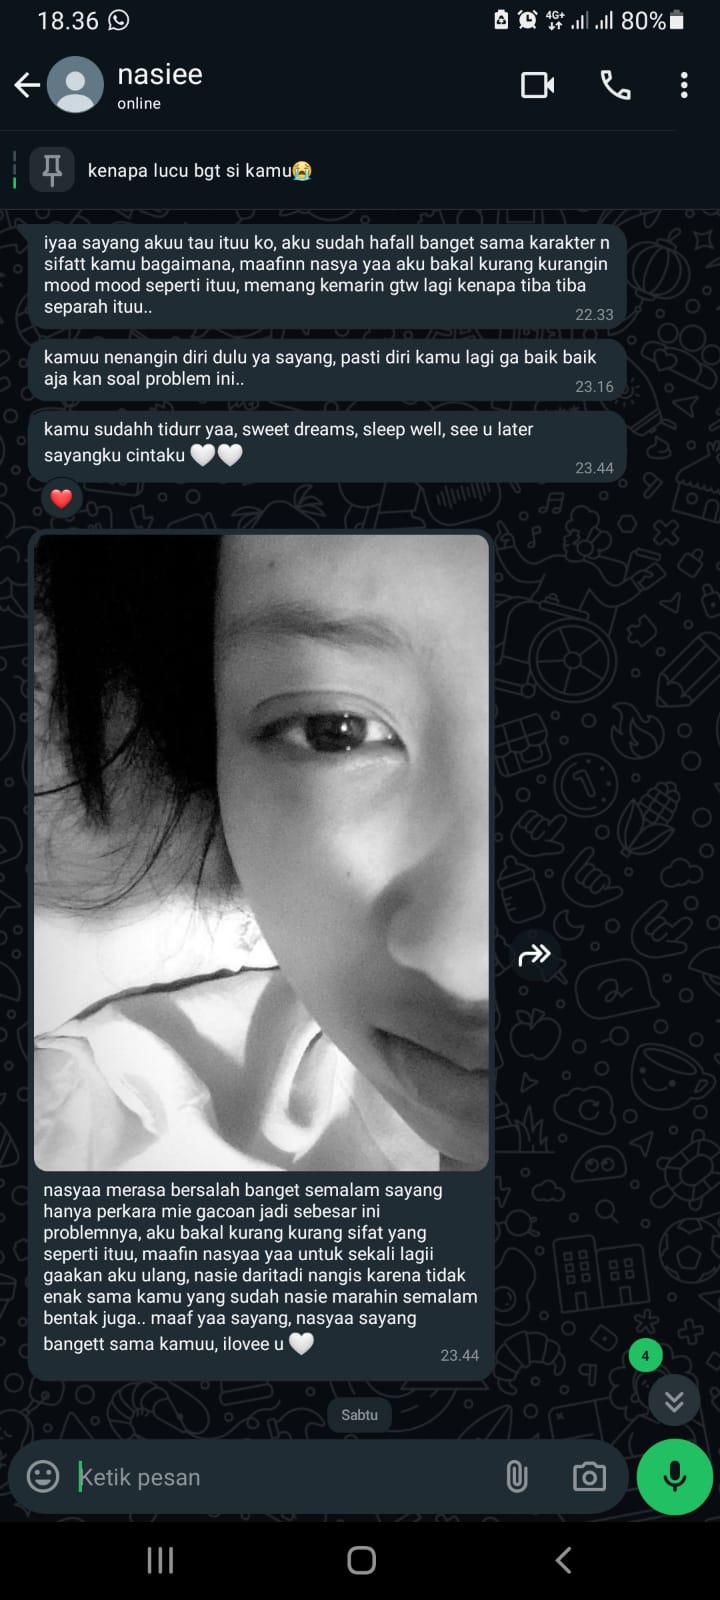 18.36
4G+
80%
nasiee
online
kenapa lucu bgt si kamu😭
iyaa sayang akuu tau ituu ko, aku sudah hafall banget sama karakter n
sifatt kamu bagaimana, maafinn nasya yaa aku bakal kurang kurangin
mood mood seperti ituu, memang kemarin gtw lagi kenapa tiba tiba
separah ituu..
22.33
kamuu nenangin diri dulu ya sayang, pasti diri kamu lagi ga baik baik
aja kan soal problem ini..
23.16
kamu sudahh tidurr yaa, sweet dreams, sleep well, see u later
sayangku cintaku 🤍🤍
23.44
❤️
nasyaa merasa bersalah banget semalam sayang
hanya perkara mie gacoan jadi sebesar ini
problemnya, aku bakal kurang kurang sifat yang
seperti ituu, maafin nasyaa yaa untuk sekali lagii
gaakan aku ulang, nasie daritadi nangis karena tidak
enak sama kamu yang sudah nasie marahin semalam
bentak juga.. maaf yaa sayang, nasyaa sayang
bangett sama kamuu, ilovee u 🤍
23.44
4
Sabtu
Ketik pesan